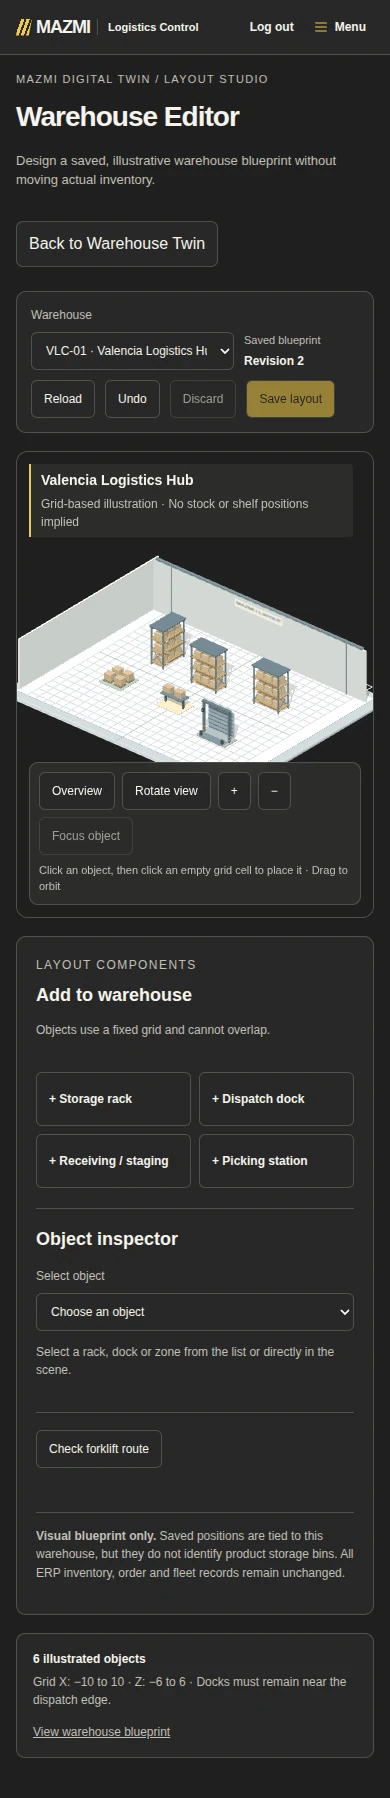 MAZMI Logistics Control Log out Menu
MAZMI DIGITAL TWIN / LAYOUT STUDIO
Warehouse Editor
Design a saved, illustrative warehouse blueprint without
moving actual inventory.
Back to Warehouse Twin
Warehouse
VLC-01 · Valencia Logistics Hu
Saved blueprint
Revision 2
Reload Undo Discard Save layout
Valencia Logistics Hub
Grid-based illustration · No stock or shelf positions
implied
Overview Rotate view + −
Focus object
Click an object, then click an empty grid cell to place it · Drag to
orbit
LAYOUT COMPONENTS
Add to warehouse
Objects use a fixed grid and cannot overlap.
+ Storage rack + Dispatch dock
+ Receiving / staging + Picking station
Object inspector
Select object
Choose an object
Select a rack, dock or zone from the list or directly in the
scene.
Check forklift route
Visual blueprint only. Saved positions are tied to this
warehouse, but they do not identify product storage bins. All
ERP inventory, order and fleet records remain unchanged.
6 illustrated objects
Grid X: −10 to 10 · Z: −6 to 6 · Docks must remain near the
dispatch edge.
View warehouse blueprint